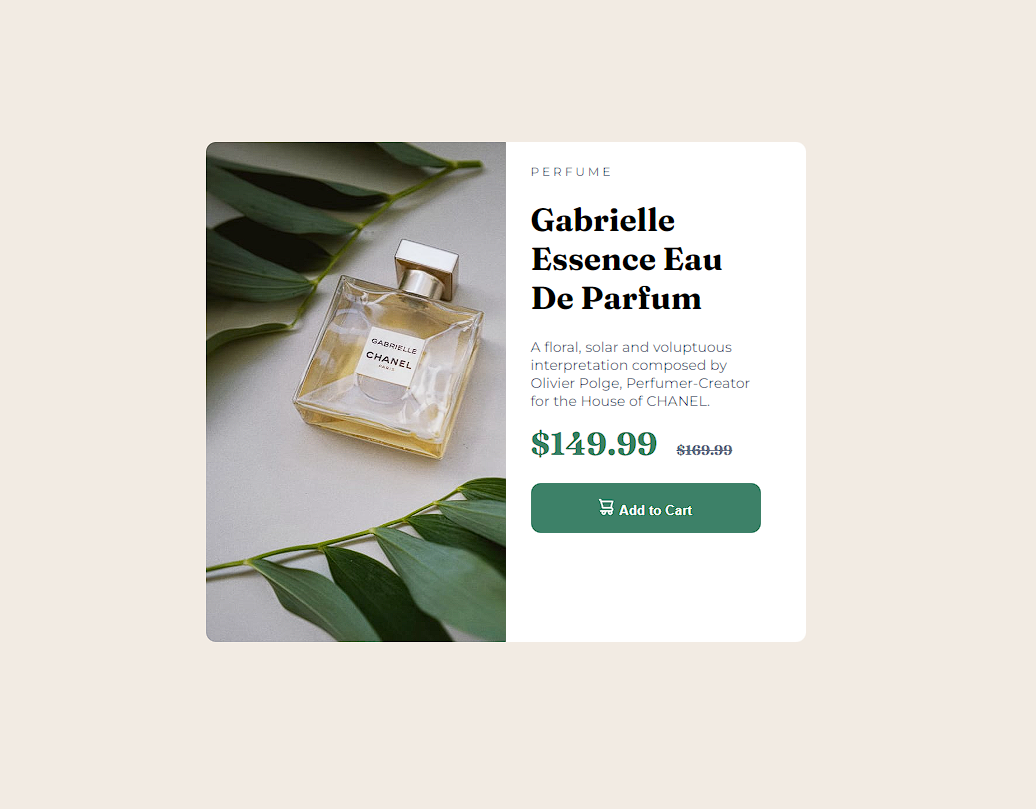 GABRIELLE
CHANEL
PARIS
PERFUME
Gabrielle
Essence Eau
De Parfum
A floral, solar and voluptuous
interpretation composed by
Olivier Polge, Perfumer-Creator
for the House of CHANEL.
$149.99 $169.99
Add to Cart